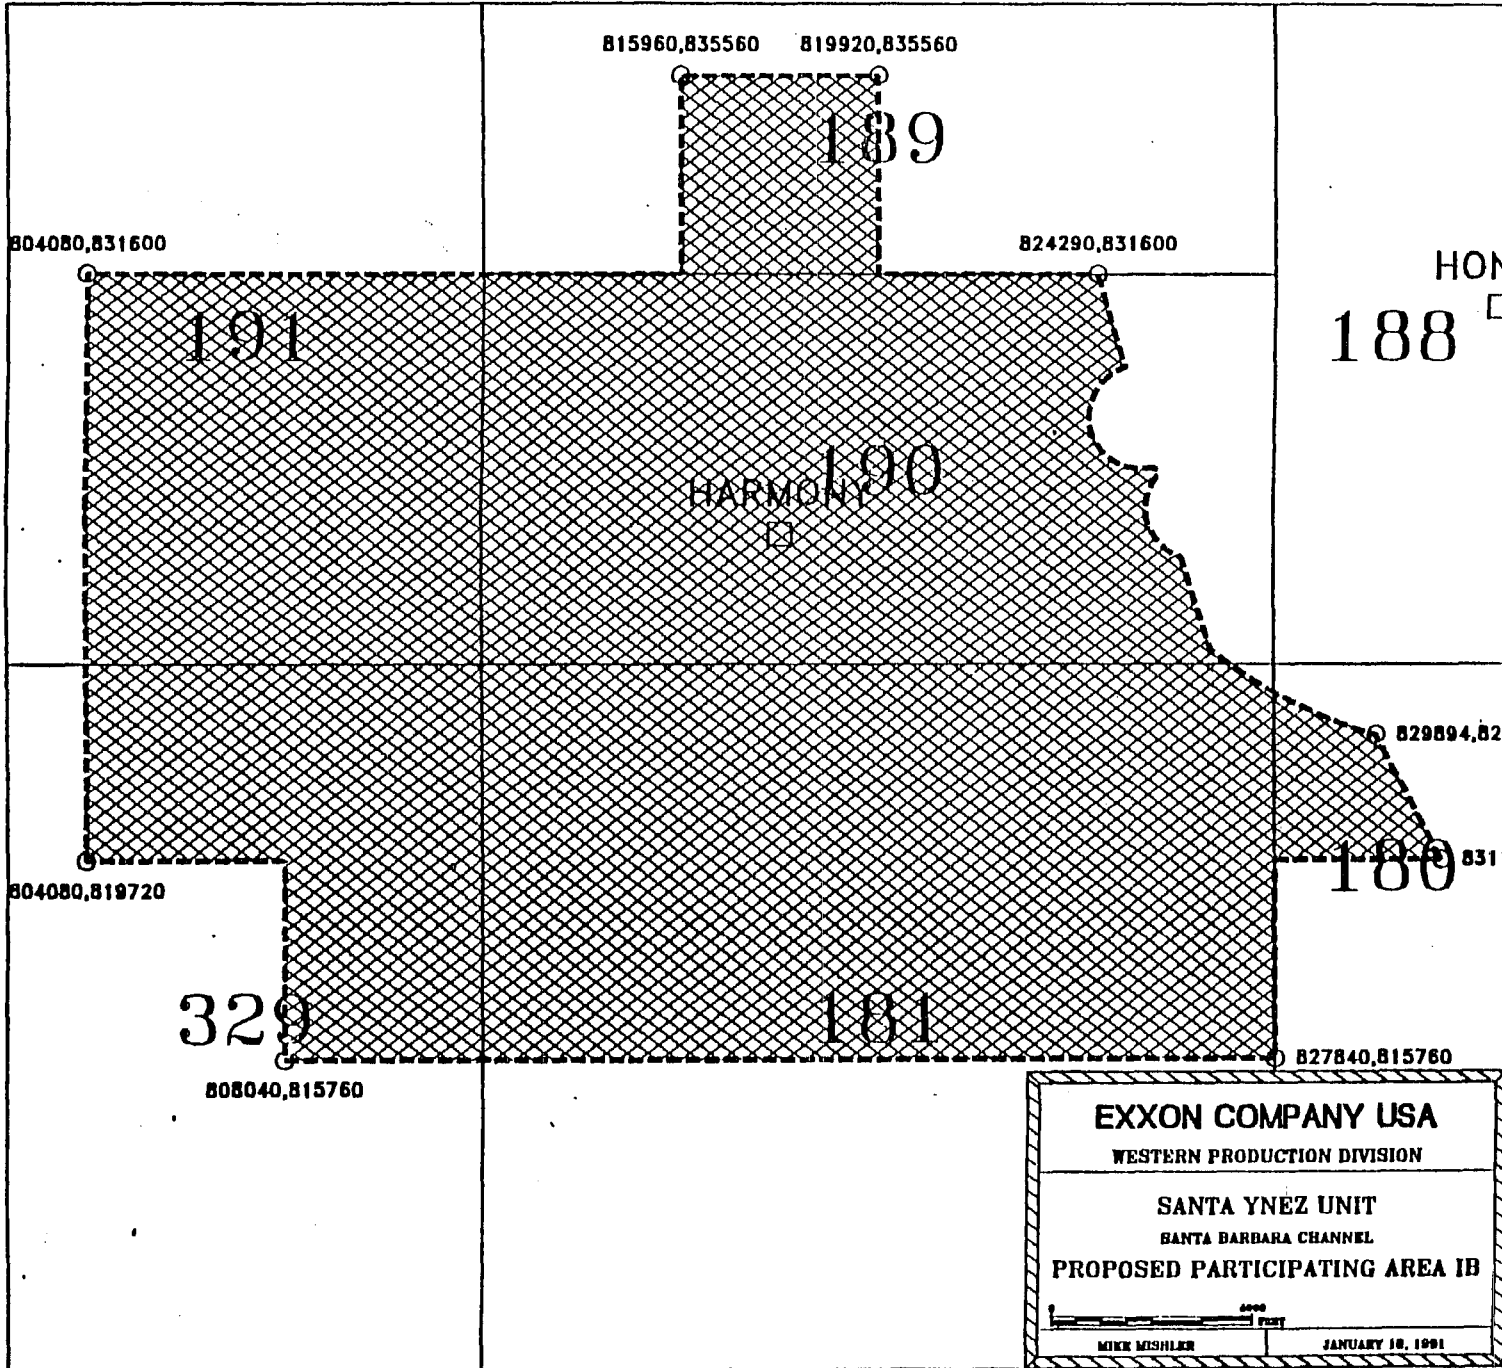 815960,835560 819920,835560
189
804080,831600
824290,831600
HON
191
188
190
HARMONY
829894,82
804080,819720
180
831
329
181
808040,815760
827840,815760
EXXON COMPANY USA
WESTERN PRODUCTION DIVISION
SANTA YNEZ UNIT
SANTA BARBARA CHANNEL
PROPOSED PARTICIPATING AREA IB
0
FEET
MIKE MISHLER
JANUARY 18, 1991